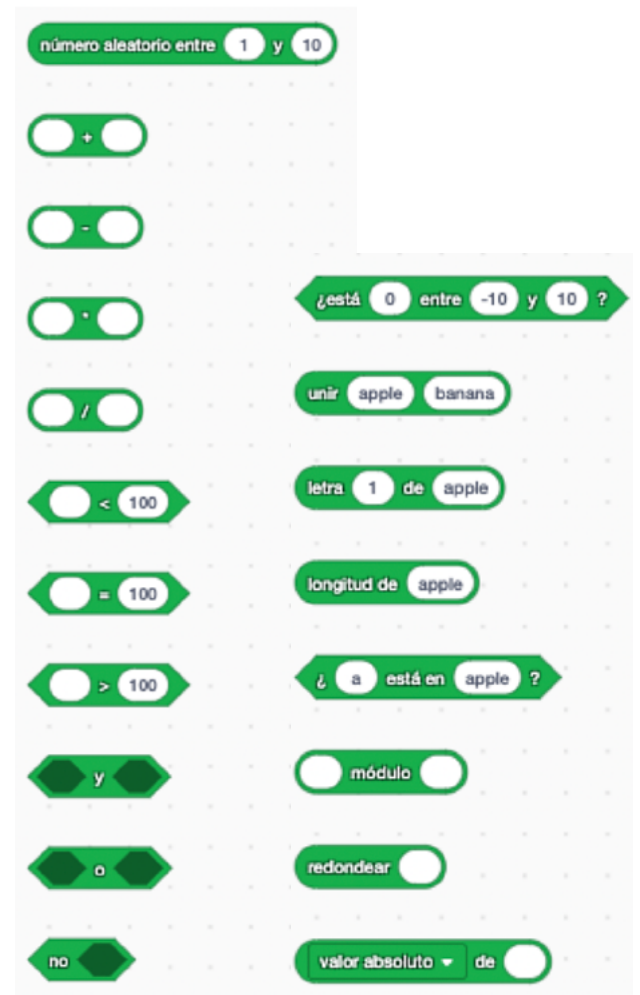 número aleatorio entre 1 y 10
+
-
*
/
< 100
= 100
> 100
y
o
no
¿está 0 entre -10 y 10 ?
unir apple banana
letra 1 de apple
longitud de apple
¿ a está en apple ?
módulo
redondear
valor absoluto de